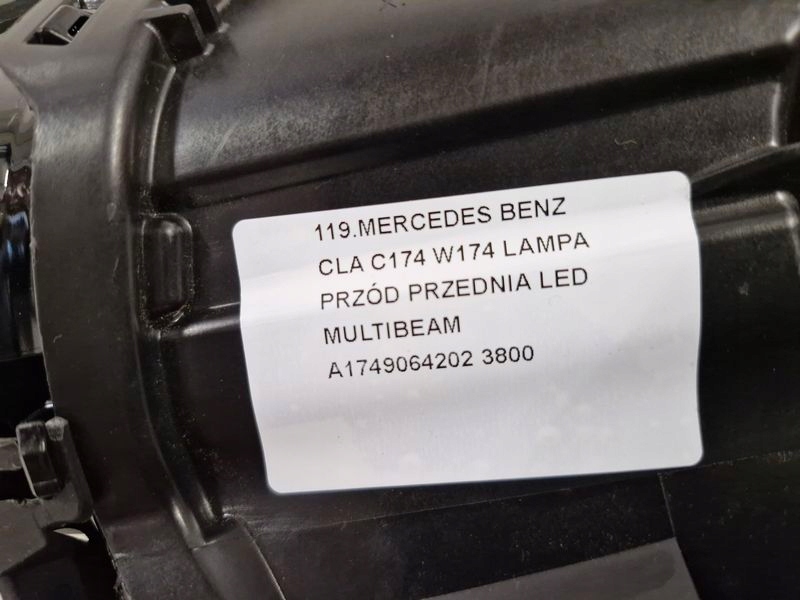 119.MERCEDES BENZ
CLA C174 W174 LAMPA
PRZÓD PRZEDNIA LED
MULTIBEAM
A1749064202 3800